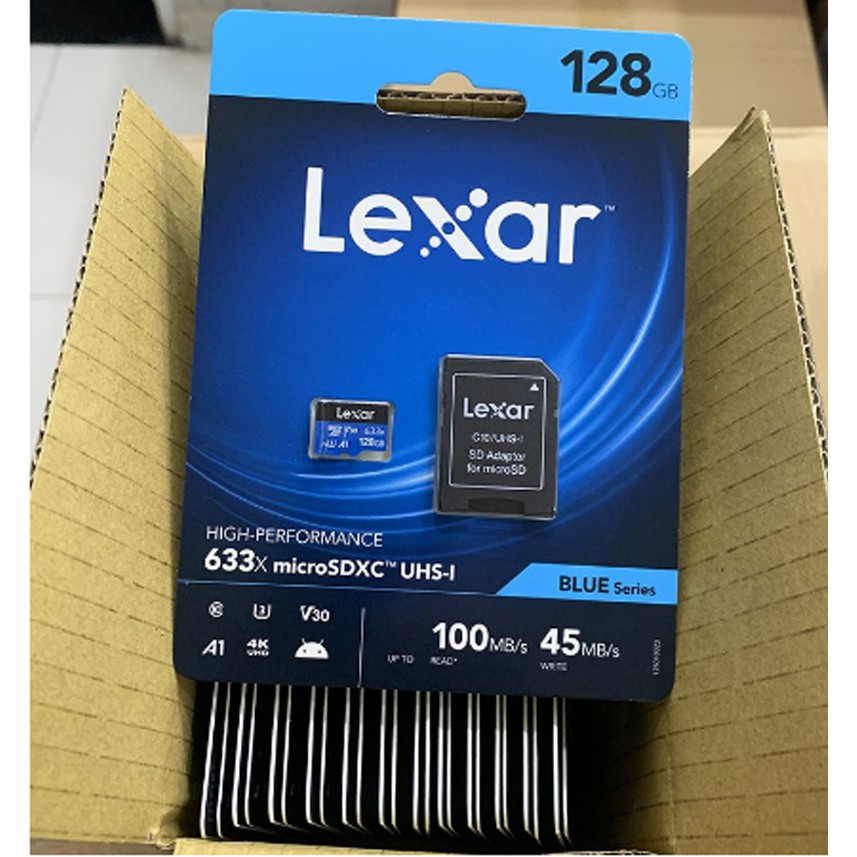 128GB
Lexar™
Lexar
633x
A1 128GB
Lexar
C10/UHS-I
SD Adapter
for microSD
HIGH-PERFORMANCE
633x microSDXC™ UHS-I
BLUE Series
V30
A1 4K
UHD
UP TO 100MB/s 45MB/s
READ* WRITE